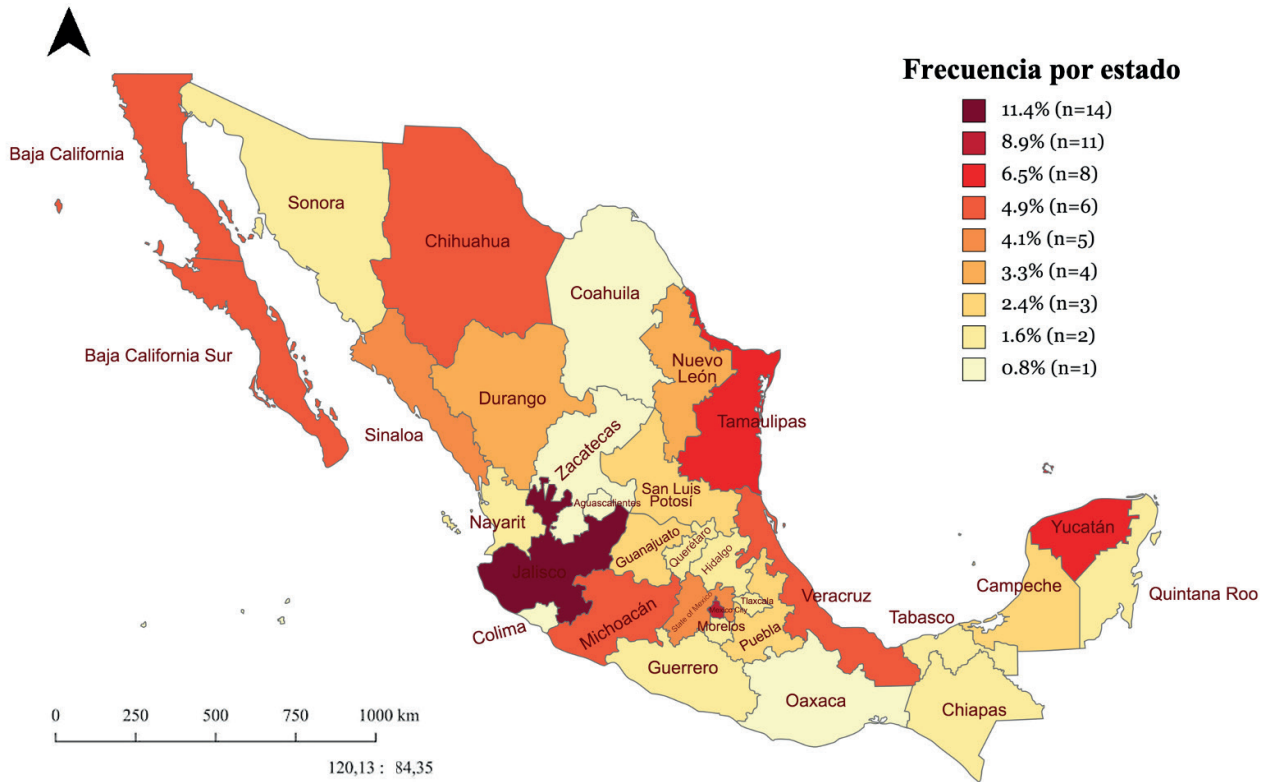 Frecuencia por estado
11.4% (n=14)
8.9% (n=11)
6.5% (n=8)
4.9% (n=6)
4.1% (n=5)
3.3% (n=4)
2.4% (n=3)
1.6% (n=2)
0.8% (n=1)
Baja California
Sonora
Chihuahua
Coahuila
Baja California Sur
Nuevo
León
Durango
Tamaulipas
Sinaloa
Zacatecas
San Luis
Potosí
Aguascalientes
Nayarit
Yucatán
Guanajuato
Querétaro
Hidalgo
Jalisco
Campeche
Quintana Roo
Veracruz
State of Mexico
Tlaxcala
Mexico City
Tabasco
Colima
Michoacán
Morelos
Puebla
Guerrero
Oaxaca
Chiapas
0 250 500 750 1000 km
120,13 : 84,35